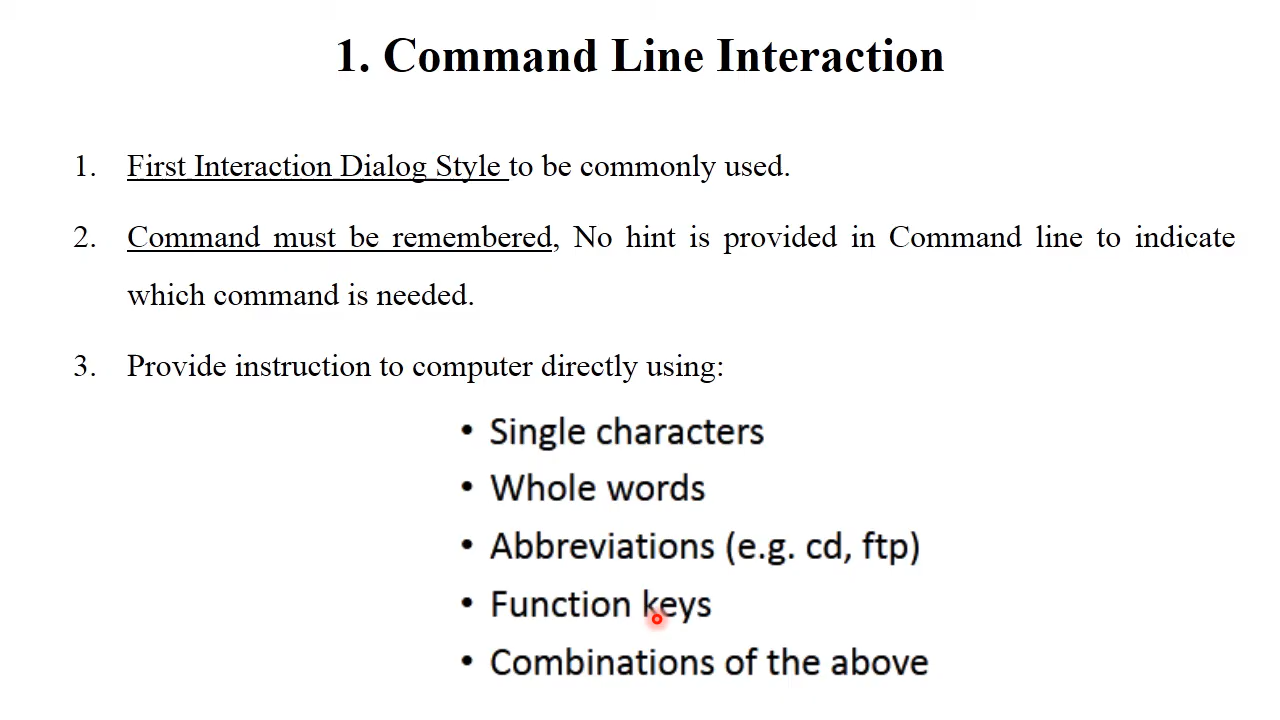 1. Command Line Interaction
1. First Interaction Dialog Style to be commonly used.
2. Command must be remembered, No hint is provided in Command line to indicate
which command is needed.
3. Provide instruction to computer directly using:
• Single characters
• Whole words
• Abbreviations (e.g. cd, ftp)
• Function keys
• Combinations of the above